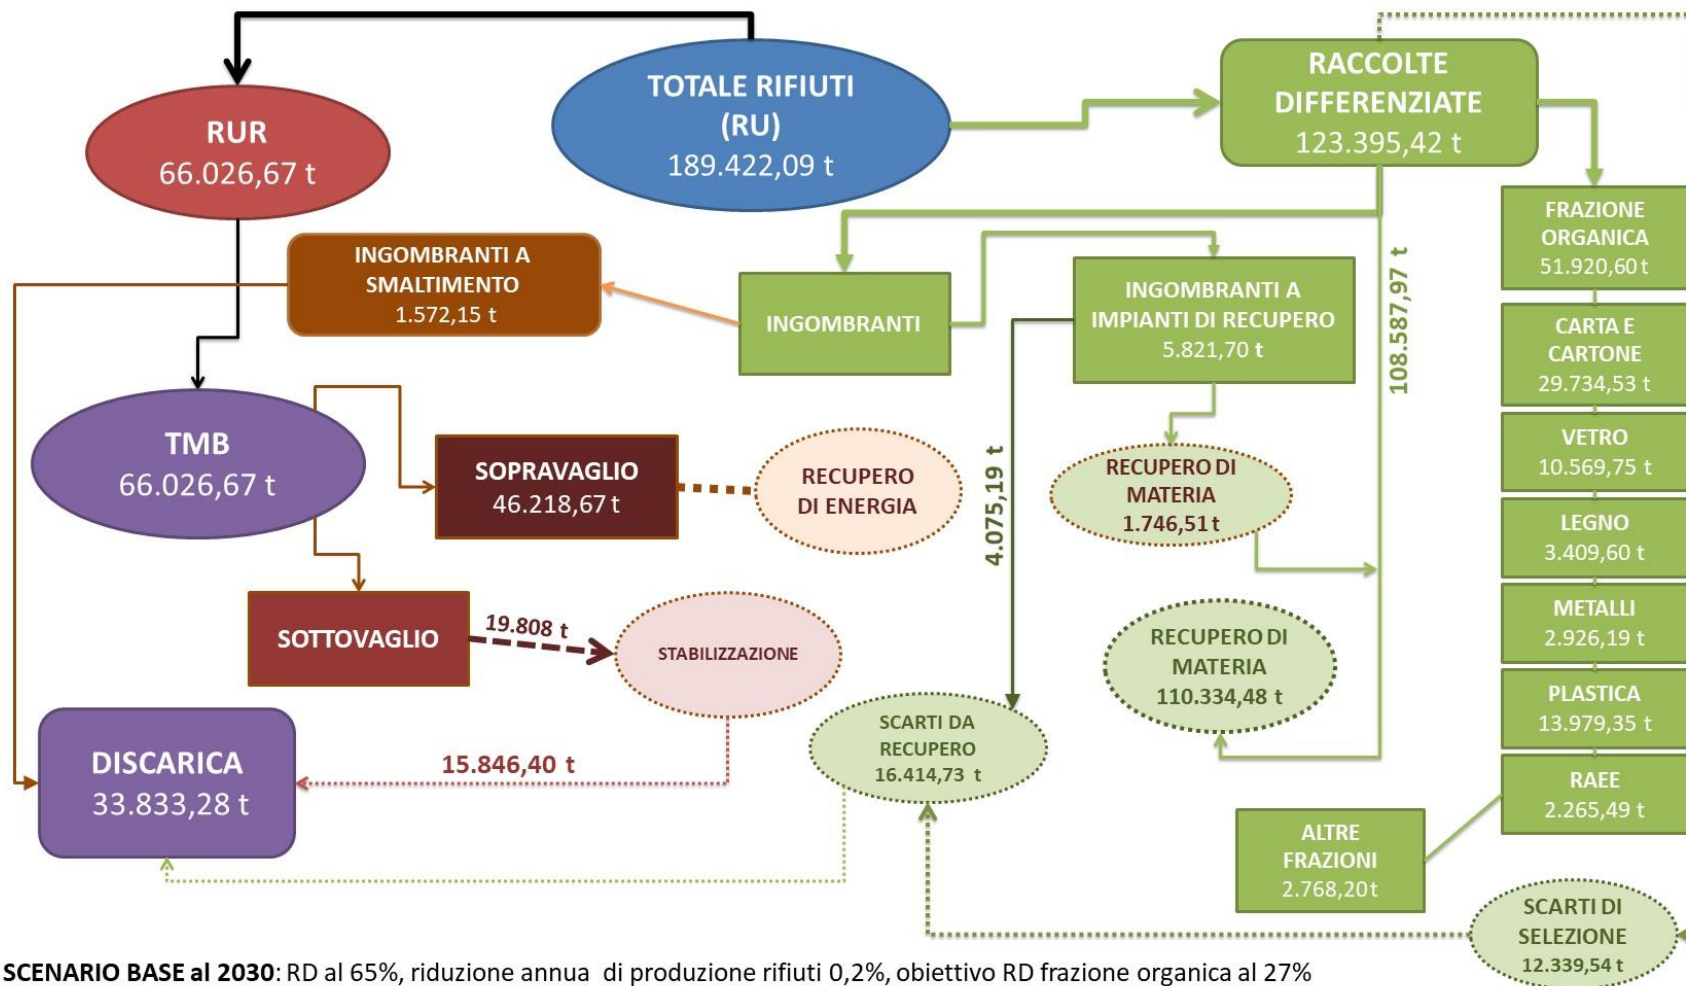 TOTALE RIFIUTI
(RU)
189.422,09 t
RUR
66.026,67 t
RACCOLTE
DIFFERENZIATE
123.395,42 t
FRAZIONE
ORGANICA
51.920,60 t
INGOMBRANTI A
SMALTIMENTO
1.572,15 t
INGOMBRANTI
INGOMBRANTI A
IMPIANTI DI RECUPERO
5.821,70 t
108.587,97 t
CARTA E
CARTONE
29.734,53 t
TMB
66.026,67 t
SOPRAVAGLIO
46.218,67 t
RECUPERO
DI ENERGIA
4.075,19 t
RECUPERO DI
MATERIA
1.746,51 t
VETRO
10.569,75 t
LEGNO
3.409,60 t
SOTTOVAGLIO
19.808 t
STABILIZZAZIONE
RECUPERO DI
MATERIA
110.334,48 t
METALLI
2.926,19 t
PLASTICA
13.979,35 t
DISCARICA
33.833,28 t
15.846,40 t
SCARTI DA
RECUPERO
16.414,73 t
RAEE
2.265,49 t
ALTRE
FRAZIONI
2.768,20 t
SCARTI DI
SELEZIONE
12.339,54 t
SCENARIO BASE al 2030: RD al 65%, riduzione annua di produzione rifiuti 0,2%, obiettivo RD frazione organica al 27%